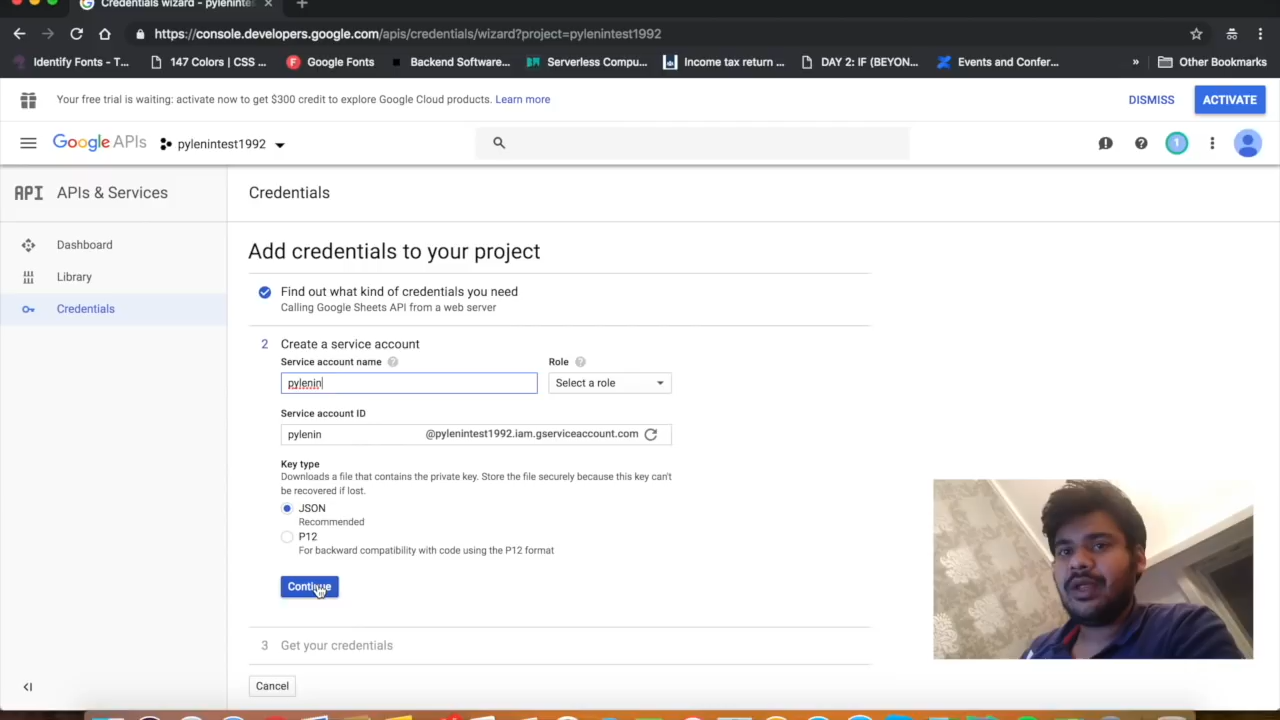 Credentials wizard - pylenintes
https://console.developers.google.com/apis/credentials/wizard?project=pylenintest1992
Identify Fonts - T... 147 Colors | CSS ... Google Fonts Backend Software... Serverless Compu... Income tax return ... DAY 2: IF (BEYON... Events and Confer... » Other Bookmarks
Your free trial is waiting: activate now to get $300 credit to explore Google Cloud products. Learn more DISMISS ACTIVATE
Google APIs pylenintest1992 1
API APIs & Services Credentials
Dashboard
Library
Credentials
Add credentials to your project
Find out what kind of credentials you need
Calling Google Sheets API from a web server
2 Create a service account
Service account name Role
pylenin Select a role
Service account ID
pylenin @pylenintest1992.iam.gserviceaccount.com
Key type
Downloads a file that contains the private key. Store the file securely because this key can't
be recovered if lost.
JSON
Recommended
P12
For backward compatibility with code using the P12 format
Continue
3 Get your credentials
Cancel